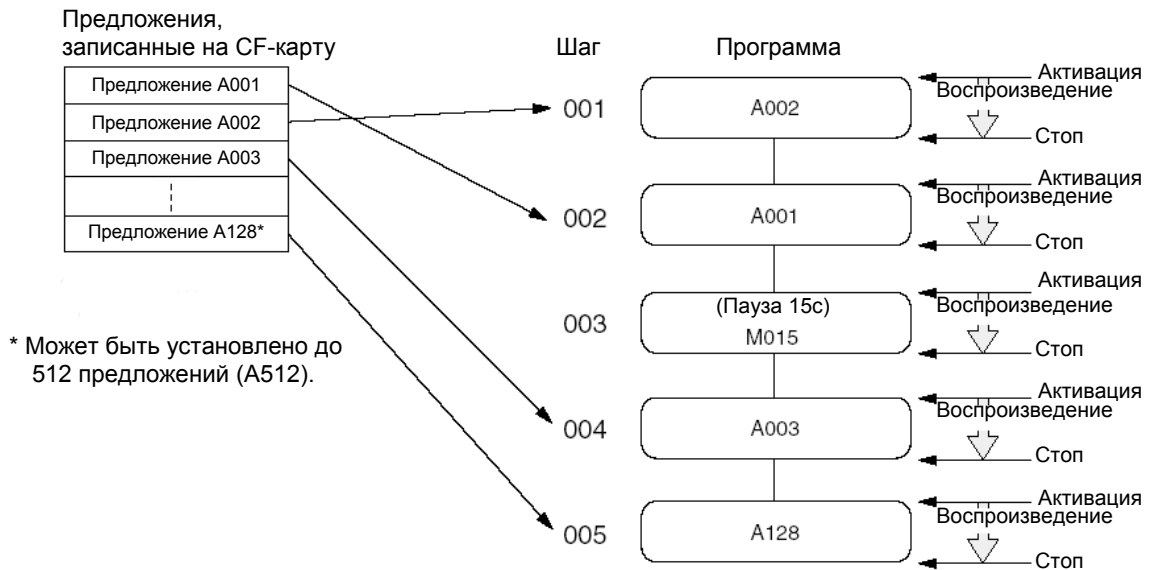 Предложения,
записанные на CF-карту
Шаг
Программа
Предложение A001
Предложение A002
Предложение A003
Предложение A128*
* Может быть установлено до
512 предложений (A512).
001
A002
Активация
Воспроизведение
Стоп
002
A001
Активация
Воспроизведение
Стоп
003
(Пауза 15с)
M015
Активация
Воспроизведение
Стоп
004
A003
Активация
Воспроизведение
Стоп
005
A128
Активация
Воспроизведение
Стоп